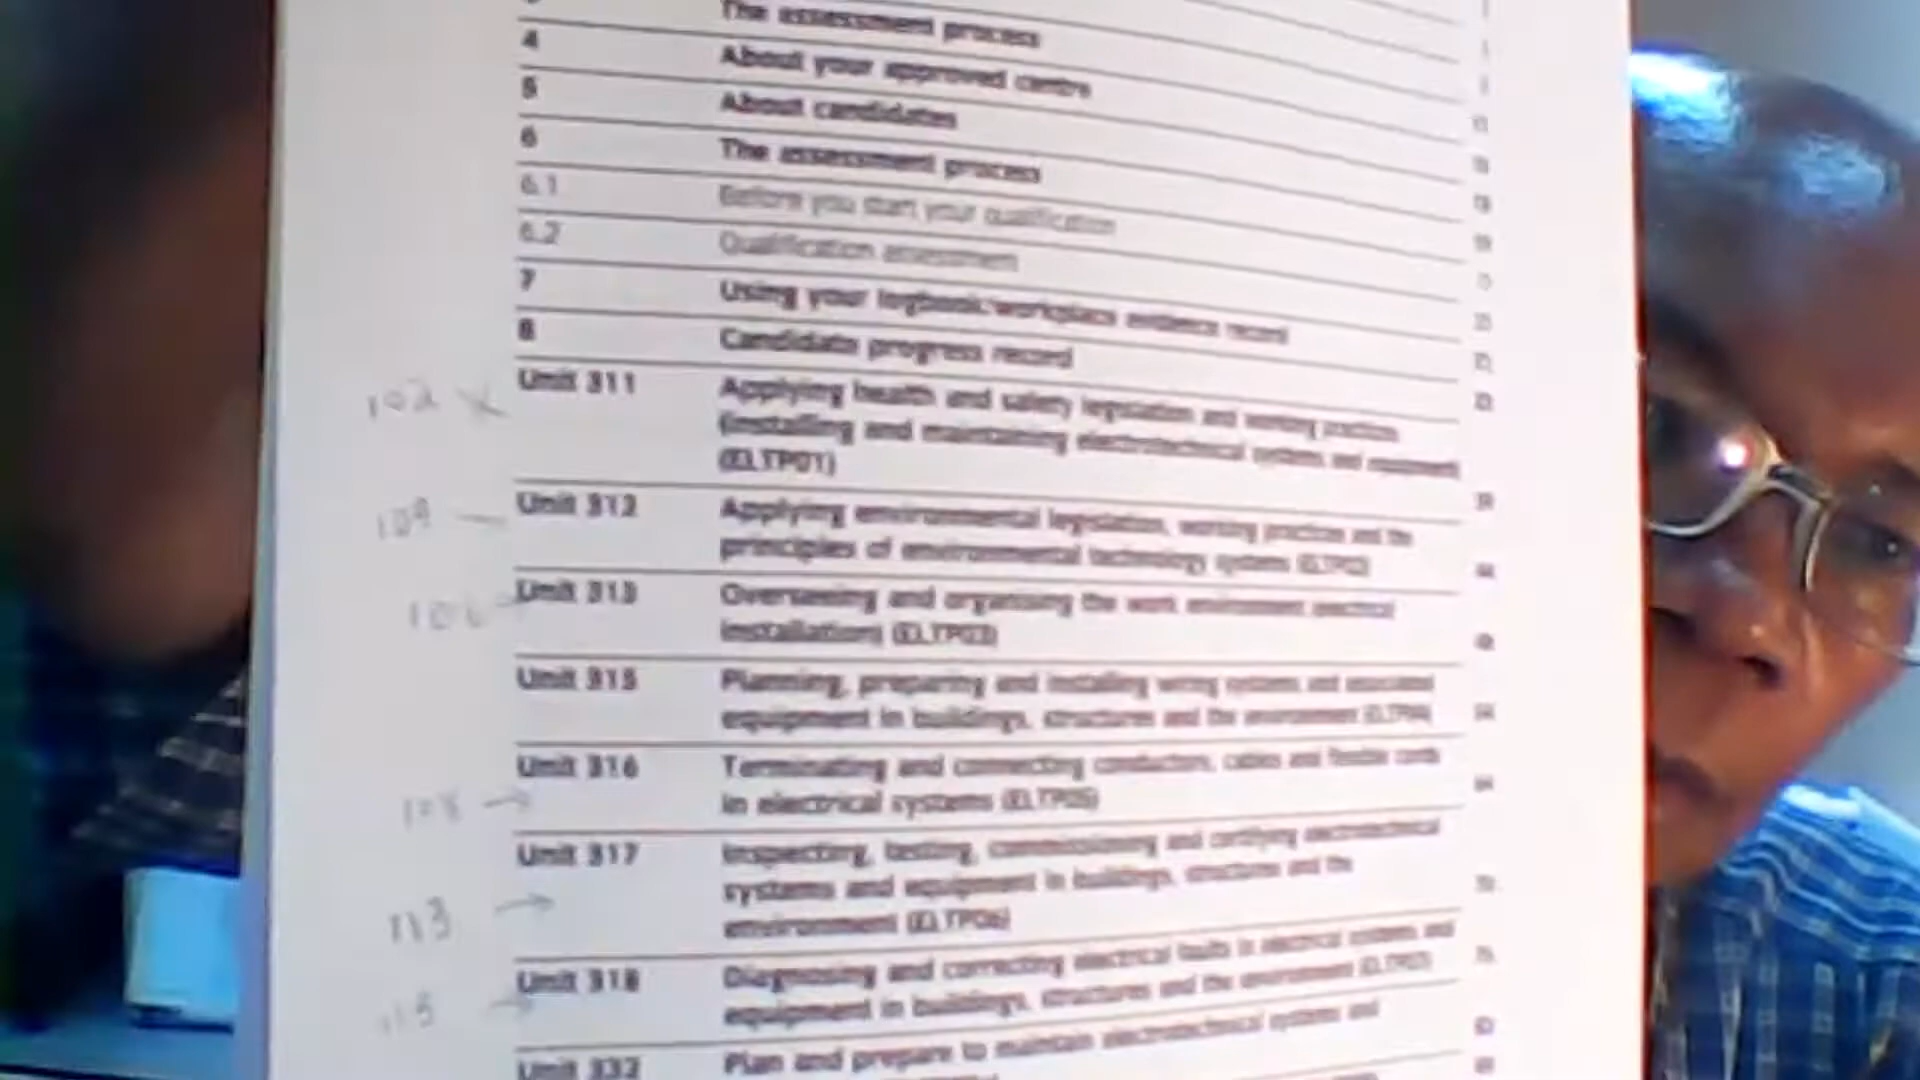 The assessment process
4 About your approved centre
5 About candidates
6 The assessment process
6.1 Before you start your qualification
6.2 Qualification assessment
7 Using your logbook/workplace evidence record
8 Candidate progress record
102 Unit 311 Applying health and safety legislation and working practices
(installing and maintaining electrotechnical systems and equipment)
(ELTP01)
Unit 312 Applying environmental legislation, working practices and the
principles of environmental technology systems (ELTP02)
Unit 313 Overseeing and organising the work environment (electrical
installation) (ELTP03)
Unit 315 Planning, preparing and installing wiring systems and associated
equipment in buildings, structures and the environment (ELTP04)
Unit 316 Terminating and connecting conductors, cables and flexible cords
in electrical systems (ELTP05)
Unit 317 Inspecting, testing, commissioning and certifying electrotechnical
113 systems and equipment in buildings, structures and the
environment (ELTP06)
Unit 318 Diagnosing and correcting electrical faults in electrical systems and
115 equipment in buildings, structures and the environment (ELTP07)
Unit 332 Plan and prepare to maintain electrotechnical systems and